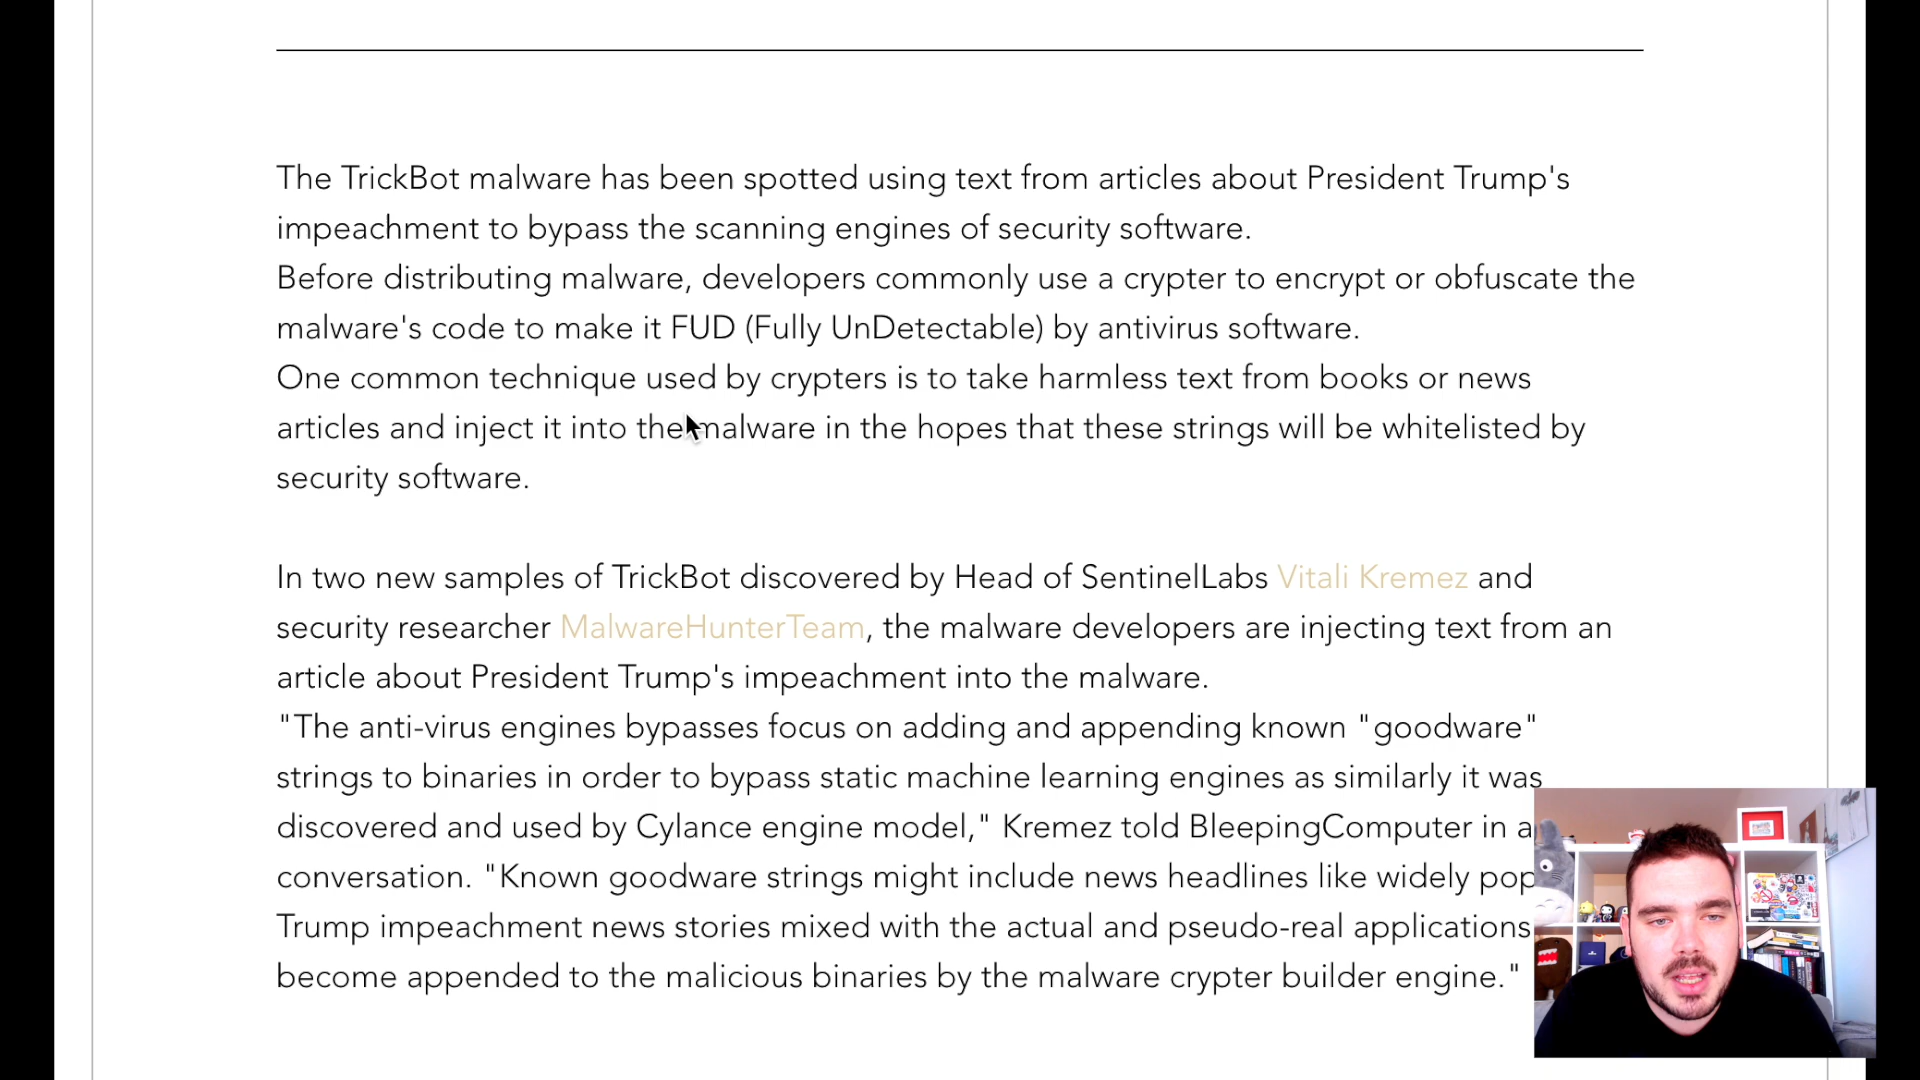 The TrickBot malware has been spotted using text from articles about President Trump's
impeachment to bypass the scanning engines of security software.
Before distributing malware, developers commonly use a crypter to encrypt or obfuscate the
malware's code to make it FUD (Fully UnDetectable) by antivirus software.
One common technique used by crypters is to take harmless text from books or news
articles and inject it into the malware in the hopes that these strings will be whitelisted by
security software.
In two new samples of TrickBot discovered by Head of SentinelLabs Vitali Kremez and
security researcher MalwareHunterTeam, the malware developers are injecting text from an
article about President Trump's impeachment into the malware.
"The anti-virus engines bypasses focus on adding and appending known "goodware"
strings to binaries in order to bypass static machine learning engines as similarly it was
discovered and used by Cylance engine model," Kremez told BleepingComputer in a
conversation. "Known goodware strings might include news headlines like widely pop
Trump impeachment news stories mixed with the actual and pseudo-real applications
become appended to the malicious binaries by the malware crypter builder engine."